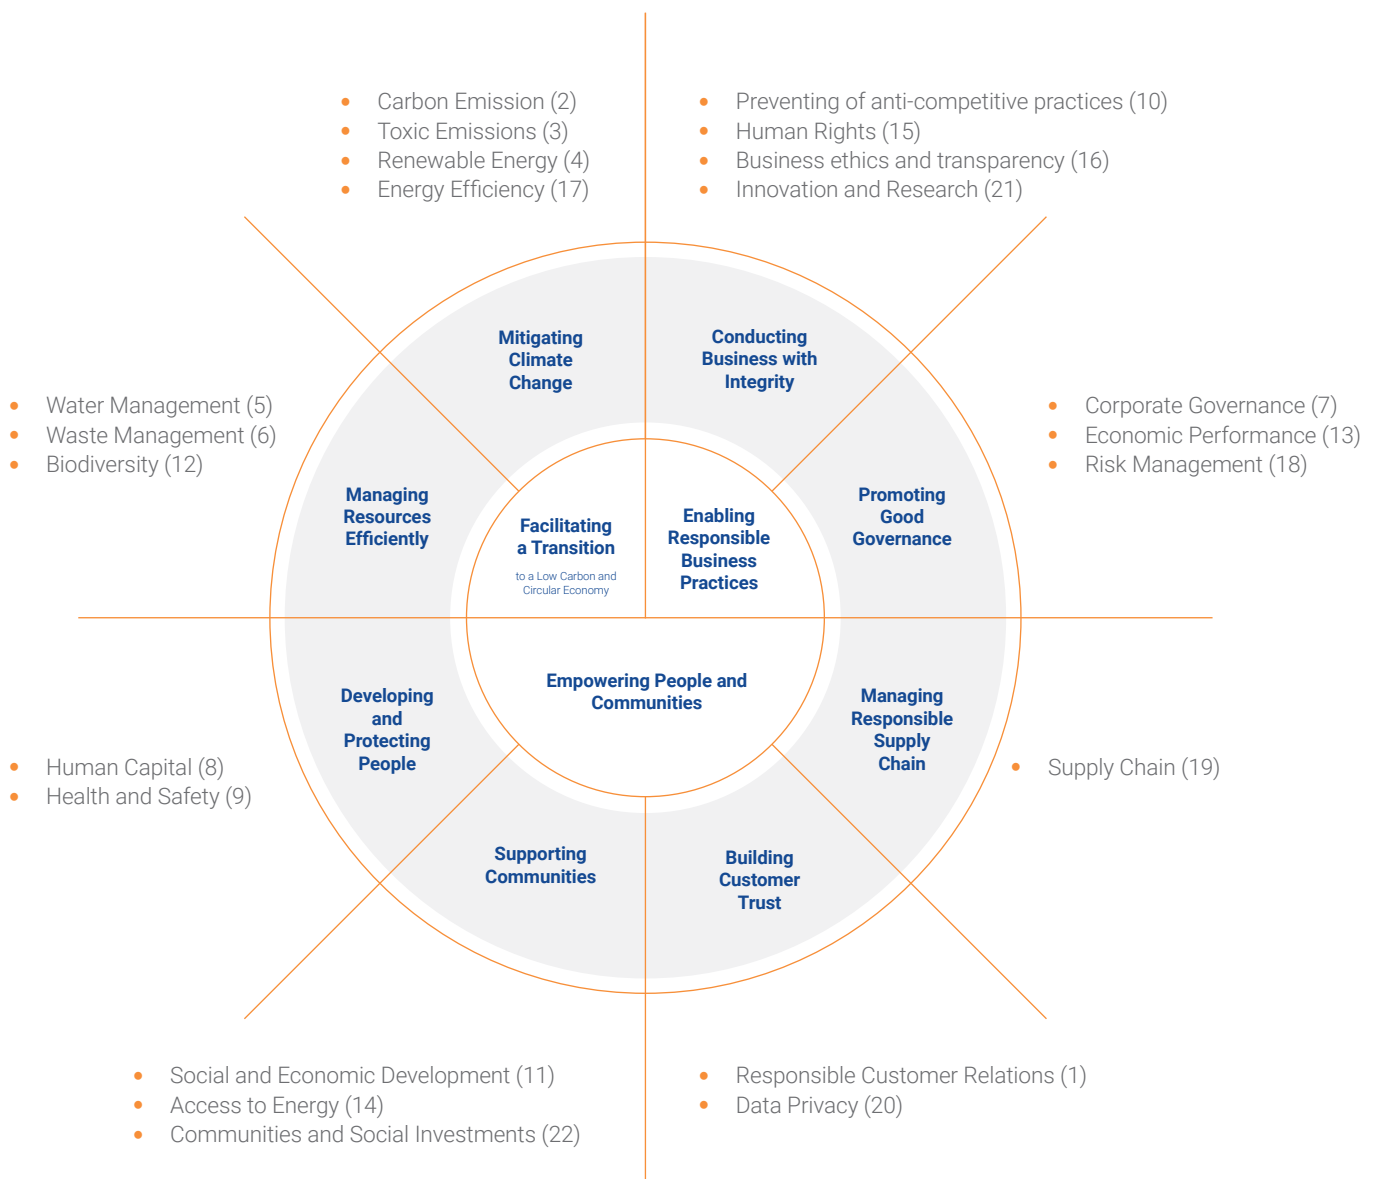 • Carbon Emission (2)
• Toxic Emissions (3)
• Renewable Energy (4)
• Energy Efficiency (17)
• Preventing of anti-competitive practices (10)
• Human Rights (15)
• Business ethics and transparency (16)
• Innovation and Research (21)
Mitigating
Climate
Change
Conducting
Business with
Integrity
• Water Management (5)
• Waste Management (6)
• Biodiversity (12)
• Corporate Governance (7)
• Economic Performance (13)
• Risk Management (18)
Managing
Resources
Efficiently
Facilitating
a Transition
to a Low Carbon and
Circular Economy
Enabling
Responsible
Business
Practices
Promoting
Good
Governance
Empowering People and
Communities
Developing
and
Protecting
People
Managing
Responsible
Supply
Chain
• Human Capital (8)
• Health and Safety (9)
• Supply Chain (19)
Supporting
Communities
Building
Customer
Trust
• Social and Economic Development (11)
• Access to Energy (14)
• Communities and Social Investments (22)
• Responsible Customer Relations (1)
• Data Privacy (20)